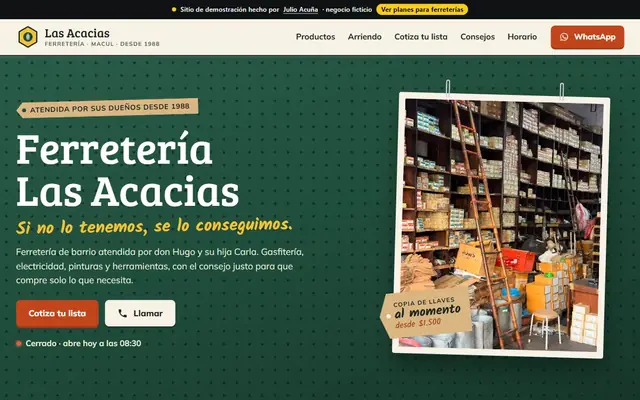 Sitio de demostración hecho por Julio Acuña · negocio ficticio Ver planes para ferreterías
Las Acacias
FERRETERÍA · MACUL · DESDE 1988
Productos Arriendo Cotiza tu lista Consejos Horario WhatsApp
ATENDIDA POR SUS DUEÑOS DESDE 1988
Ferretería
Las Acacias
Si no lo tenemos, se lo conseguimos.
Ferretería de barrio atendida por don Hugo y su hija Carla. Gasfitería,
electricidad, pinturas y herramientas, con el consejo justo para que
compre solo lo que necesita.
Cotiza tu lista Llamar
Cerrado · abre hoy a las 08:30
COPIA DE LLAVES
al momento
desde $1.500